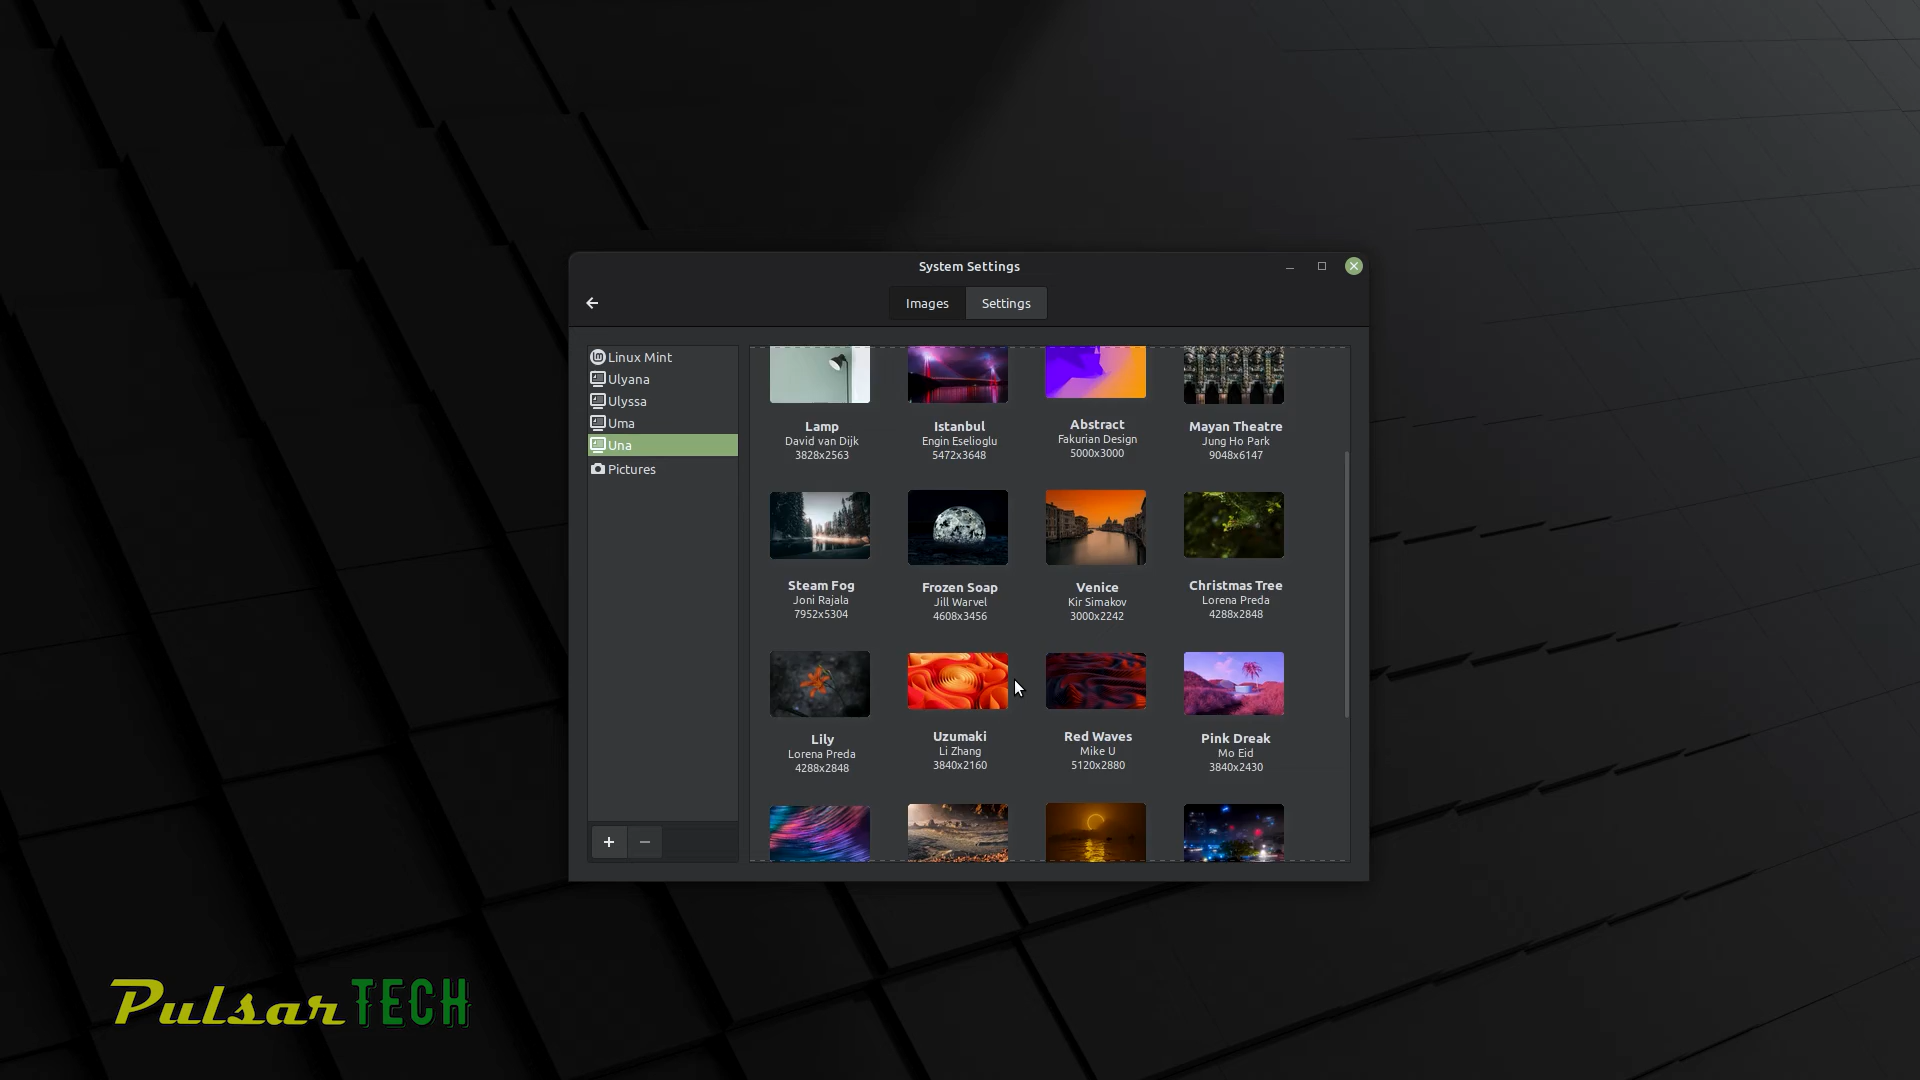 System Settings
Images
Settings
Linux Mint
Ulyana
Ulyssa
Uma
Una
Pictures
Lamp
David van Dijk
3828x2563
Istanbul
Engin Eselioglu
5472x3648
Abstract
Fakurian Design
5000x3000
Mayan Theatre
Jung Ho Park
9048x6147
Steam Fog
Joni Rajala
7952x5304
Frozen Soap
Jill Warvel
4608x3456
Venice
Kir Simakov
3000x2242
Christmas Tree
Lorena Preda
4288x2848
Lily
Lorena Preda
4288x2848
Uzumaki
Li Zhang
3840x2160
Red Waves
Mike U
5120x2880
Pink Dreak
Mo Eid
3840x2430
PulsarTECH